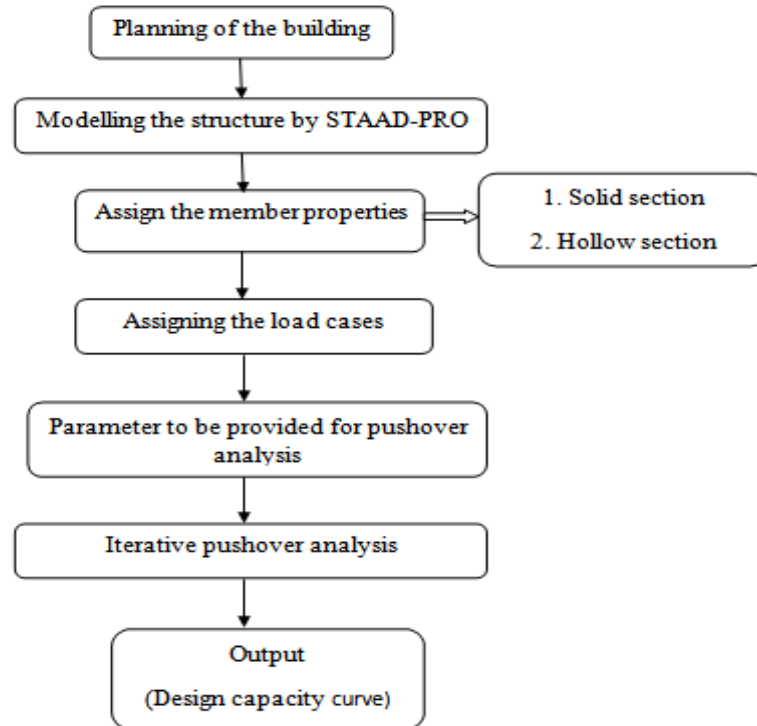 Planning of the building
Modelling the structure by STAAD-PRO
Assign the member properties
1. Solid section
2. Hollow section
Assigning the load cases
Parameter to be provided for pushover
analysis
Iterative pushover analysis
Output
(Design capacity curve)